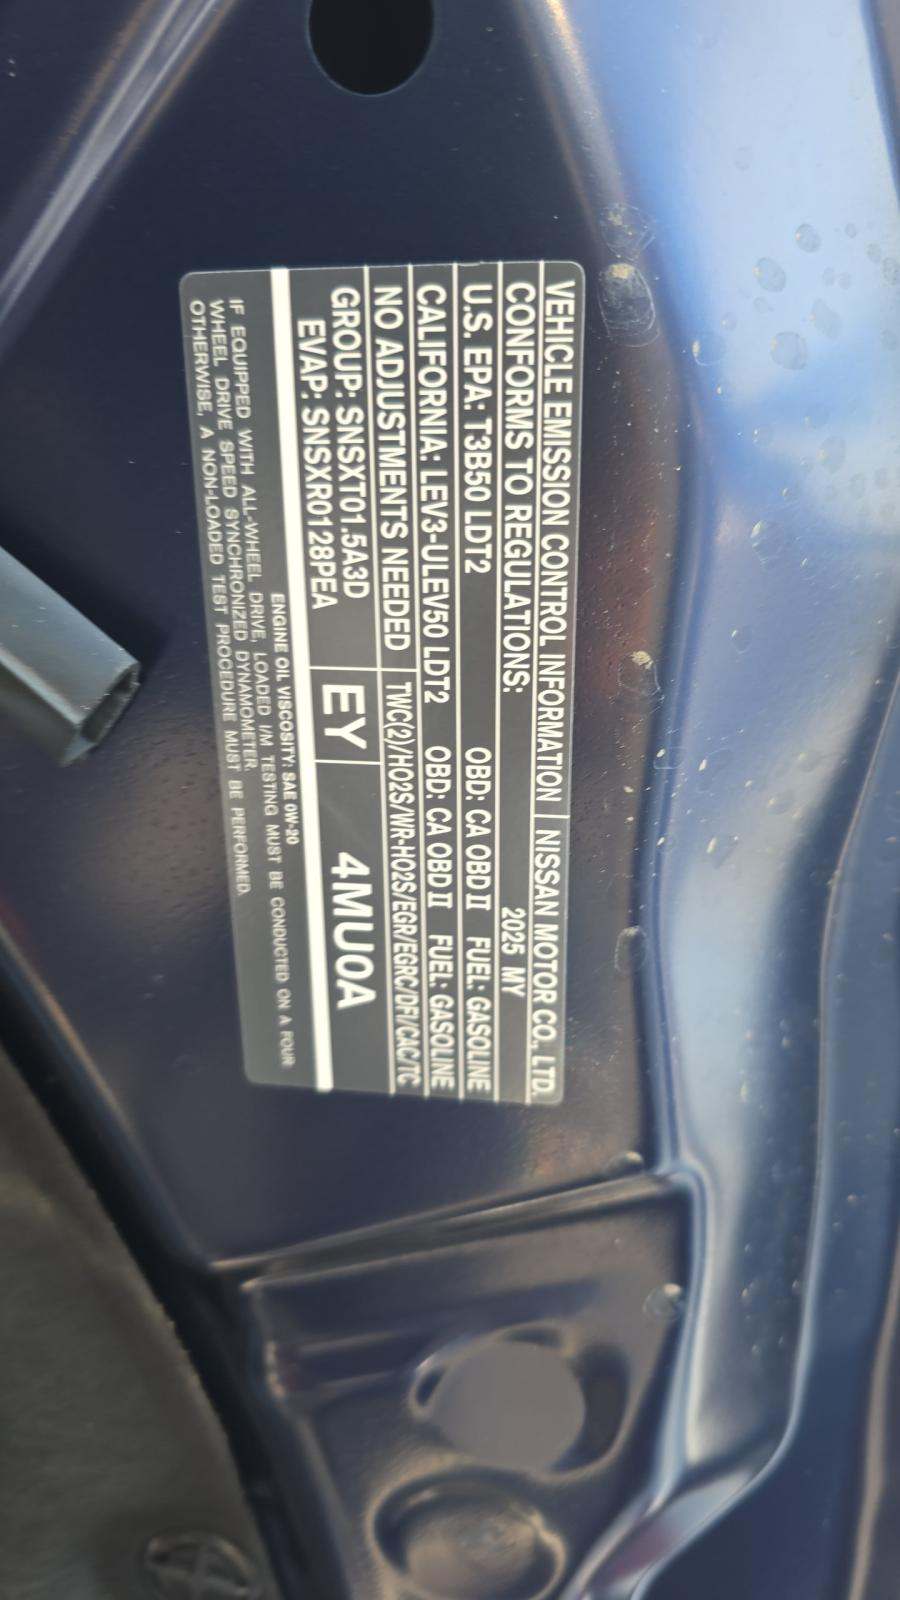 VEHICLE EMISSION CONTROL INFORMATION NISSAN MOTOR CO., LTD.
CONFORMS TO REGULATIONS: 2025 MY
U.S. EPA: T3B50 LDT2 OBD: CA OBD II FUEL: GASOLINE
CALIFORNIA: LEV3-ULEV50 LDT2 OBD: CA OBD II FUEL: GASOLINE
NO ADJUSTMENTS NEEDED TWC(2)/HO2S/WR-HO2S/EGR/EGRC/DFI/CAC/TC
GROUP: SNSXT01.5A3D
EVAP: SNSXR0128PEA
EY 4MU0A
ENGINE OIL VISCOSITY: SAE 0W-20
IF EQUIPPED WITH ALL-WHEEL DRIVE, LOADED I/M TESTING MUST BE CONDUCTED ON A FOUR
WHEEL DRIVE SPEED SYNCHRONIZED DYNAMOMETER.
OTHERWISE, A NON-LOADED TEST PROCEDURE MUST BE PERFORMED.